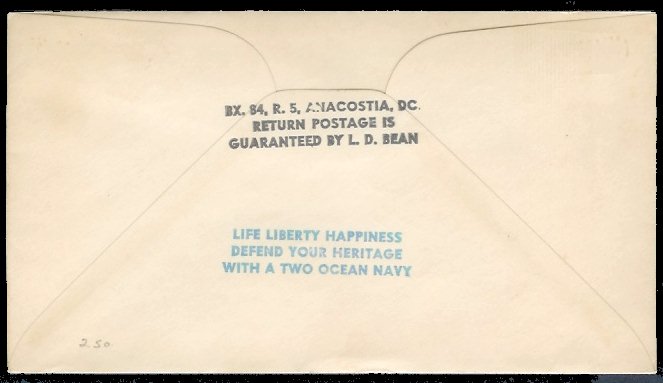 BX. 84, R. 5, ANACOSTIA, DC.
RETURN POSTAGE IS
GUARANTEED BY L. D. BEAN
LIFE LIBERTY HAPPINESS
DEFEND YOUR HERITAGE
WITH A TWO OCEAN NAVY
2 50